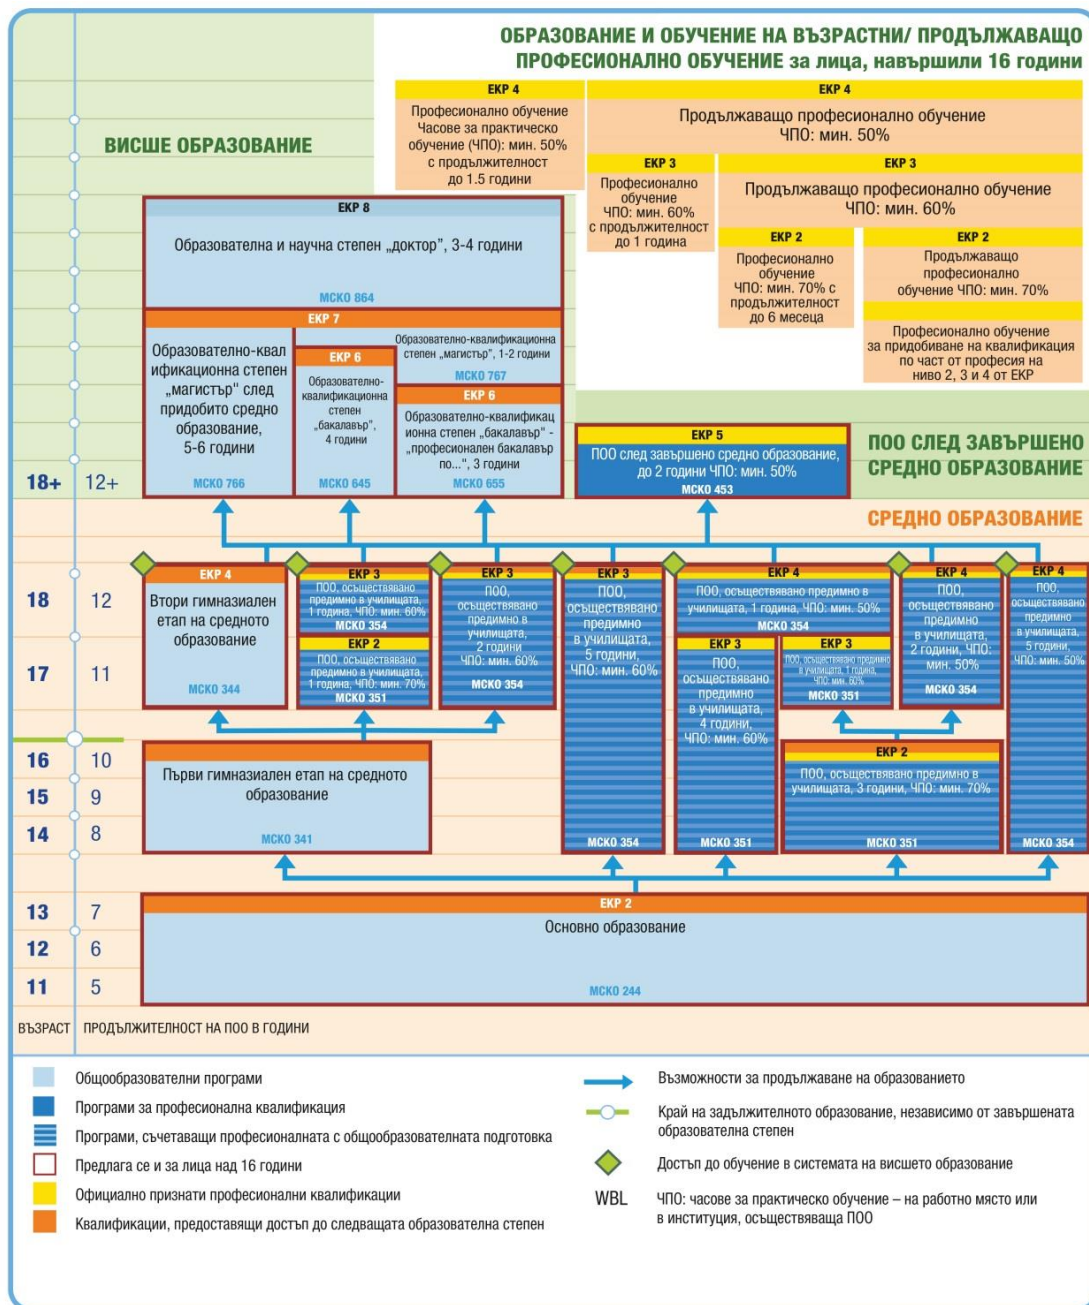 ОБРАЗОВАНИЕ И ОБУЧЕНИЕ НА ВЪЗРАСТНИ/ ПРОДЪЛЖАВАЩО
ПРОФЕСИОНАЛНО ОБУЧЕНИЕ за лица, навършили 16 години
ЕКР 4
Професионално обучение
Часове за практическо
обучение (ЧПО): мин. 50%
с продължителност
до 1.5 години
ЕКР 4
Продължаващо професионално обучение
ЧПО: мин. 50%
ЕКР 3
Професионално
обучение
ЧПО: мин. 60%
с продължителност
до 1 година
ЕКР 3
Продължаващо професионално обучение
ЧПО: мин. 60%
ЕКР 2
Професионално
обучение
ЧПО: мин. 70% с
продължителност
до 6 месеца
ЕКР 2
Продължаващо
професионално
обучение ЧПО: мин. 70%
Професионално обучение
за придобиване на квалификация
по част от професия на
ниво 2, 3 и 4 от ЕКР
ВИСШЕ ОБРАЗОВАНИЕ
ЕКР 8
Образователна и научна степен „доктор", 3-4 години
МСКО 864
ЕКР 7
Образователно-квал
ификационна степен
„магистър" след
придобито средно
образование,
5-6 години
МСКО 766
Образователно-квалификационна
степен „магистър", 1-2 години
МСКО 767
ЕКР 6
Образователно-
квалификационна
степен
„бакалавър",
4 години
МСКО 645
ЕКР 6
Образователно-квалификац
ионна степен „бакалавър" -
„професионален бакалавър
по...", 3 години
МСКО 655
ЕКР 5
ПОО след завършено средно образование,
до 2 години ЧПО: мин. 50%
МСКО 453
ПОО СЛЕД ЗАВЪРШЕНО
СРЕДНО ОБРАЗОВАНИЕ
18+ 12+
СРЕДНО ОБРАЗОВАНИЕ
ЕКР 4
Втори гимназиален
етап на средното
образование
МСКО 344
ЕКР 3
ПОО, осъществявано
предимно в училищата,
1 година, ЧПО: мин. 60%
МСКО 354
ЕКР 2
ПОО, осъществявано
предимно в училищата,
1 година, ЧПО: мин. 70%
МСКО 351
ЕКР 3
ПОО,
осъществявано
предимно
в училищата,
2 години
ЧПО: мин. 60%
МСКО 354
ЕКР 3
ПОО,
осъществявано
предимно
в училищата,
5 години,
ЧПО: мин. 60%
МСКО 354
ЕКР 4
ПОО, осъществявано предимно в
училищата, 1 година, ЧПО: мин. 50%
МСКО 354
ЕКР 3
ПОО,
осъществявано
предимно
в училищата,
4 години,
ЧПО: мин. 60%
МСКО 351
ЕКР 3
ПОО, осъществявано предимно
в училищата, 1 година,
ЧПО: мин. 60%
МСКО 351
ЕКР 4
ПОО,
осъществявано
предимно
в училищата,
2 години, ЧПО:
мин. 50%
МСКО 354
ЕКР 4
ПОО,
осъществявано
предимно
в училищата,
5 години,
ЧПО: мин. 50%
МСКО 354
18 12
17 11
16 10
15 9
14 8
Първи гимназиален етап на средното
образование
МСКО 341
ЕКР 2
ПОО, осъществявано предимно в
училищата, 3 години, ЧПО: мин. 70%
МСКО 351
13 7
12 6
11 5
ЕКР 2
Основно образование
МСКО 244
ВЪЗРАСТ ПРОДЪЛЖИТЕЛНОСТ НА ПОО В ГОДИНИ
Общообразователни програми
Програми за професионална квалификация
Програми, съчетаващи професионалната с общообразователната подготовка
Предлага се и за лица над 16 години
Официално признати професионални квалификации
Квалификации, предоставящи достъп до следващата образователна степен
Възможности за продължаване на образованието
Край на задължителното образование, независимо от завършената
образователна степен
Достъп до обучение в системата на висшето образование
WBL ЧПО: часове за практическо обучение – на работно място или
в институция, осъществяваща ПОО